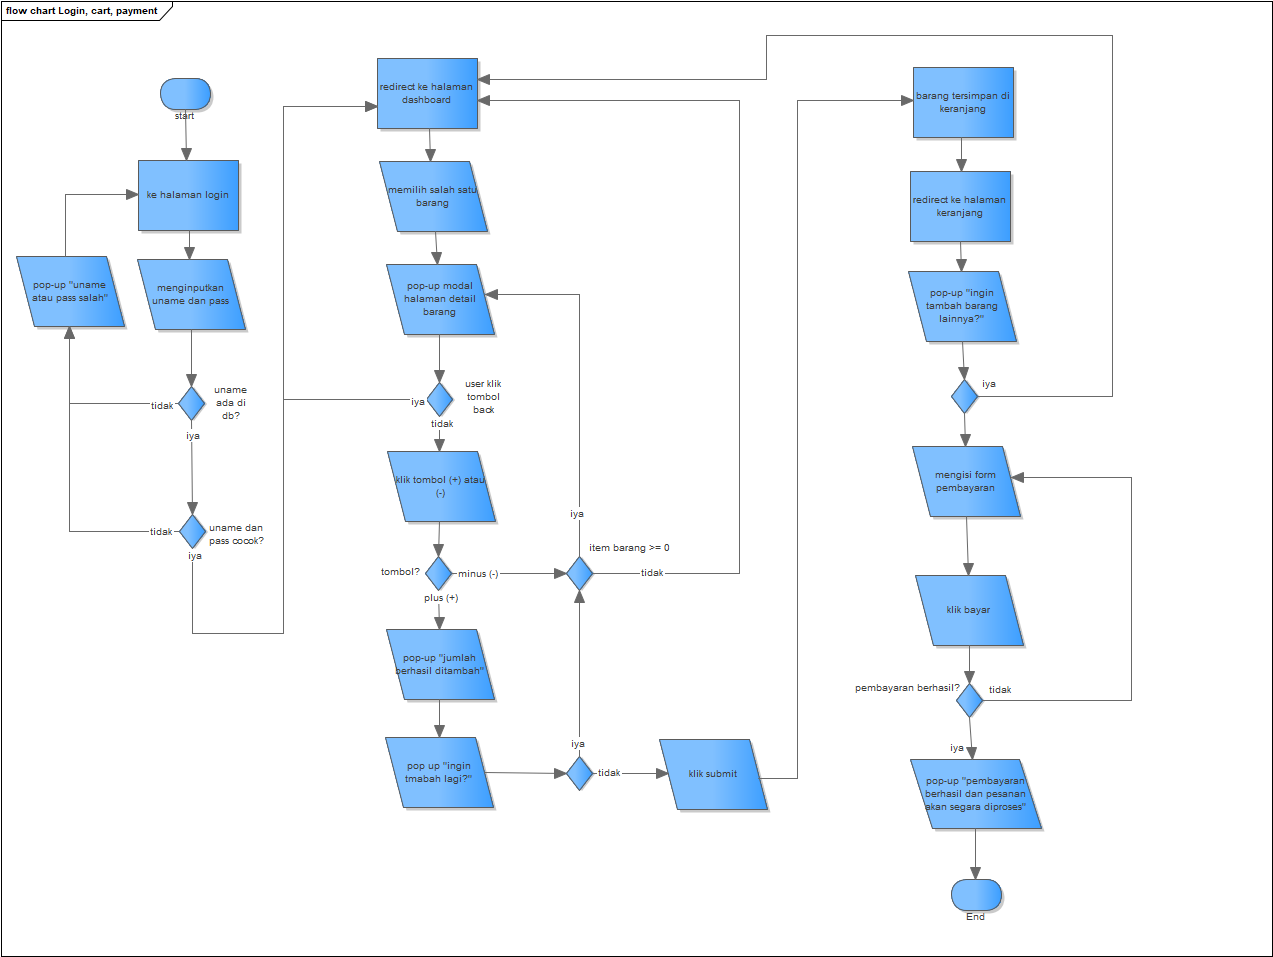 flow chart Login, cart, payment
start
ke halaman login
pop-up "uname
atau pass salah"
menginputkan
uname dan pass
uname
ada di
db?
tidak
iya
uname dan
pass cocok?
tidak
iya
redirect ke halaman
dashboard
memilih salah satu
barang
pop-up modal
halaman detail
barang
user klik
tombol
back
iya
tidak
klik tombol (+) atau
(-)
tombol?
minus (-)
plus (+)
item barang >= 0
iya
tidak
pop-up "jumlah
berhasil ditambah"
pop up "ingin
tmabah lagi?"
iya
tidak
klik submit
barang tersimpan di
keranjang
redirect ke halaman
keranjang
pop-up "ingin
tambah barang
lainnya?"
iya
mengisi form
pembayaran
klik bayar
pembayaran berhasil?
tidak
iya
pop-up "pembayaran
berhasil dan pesanan
akan segara diproses"
End